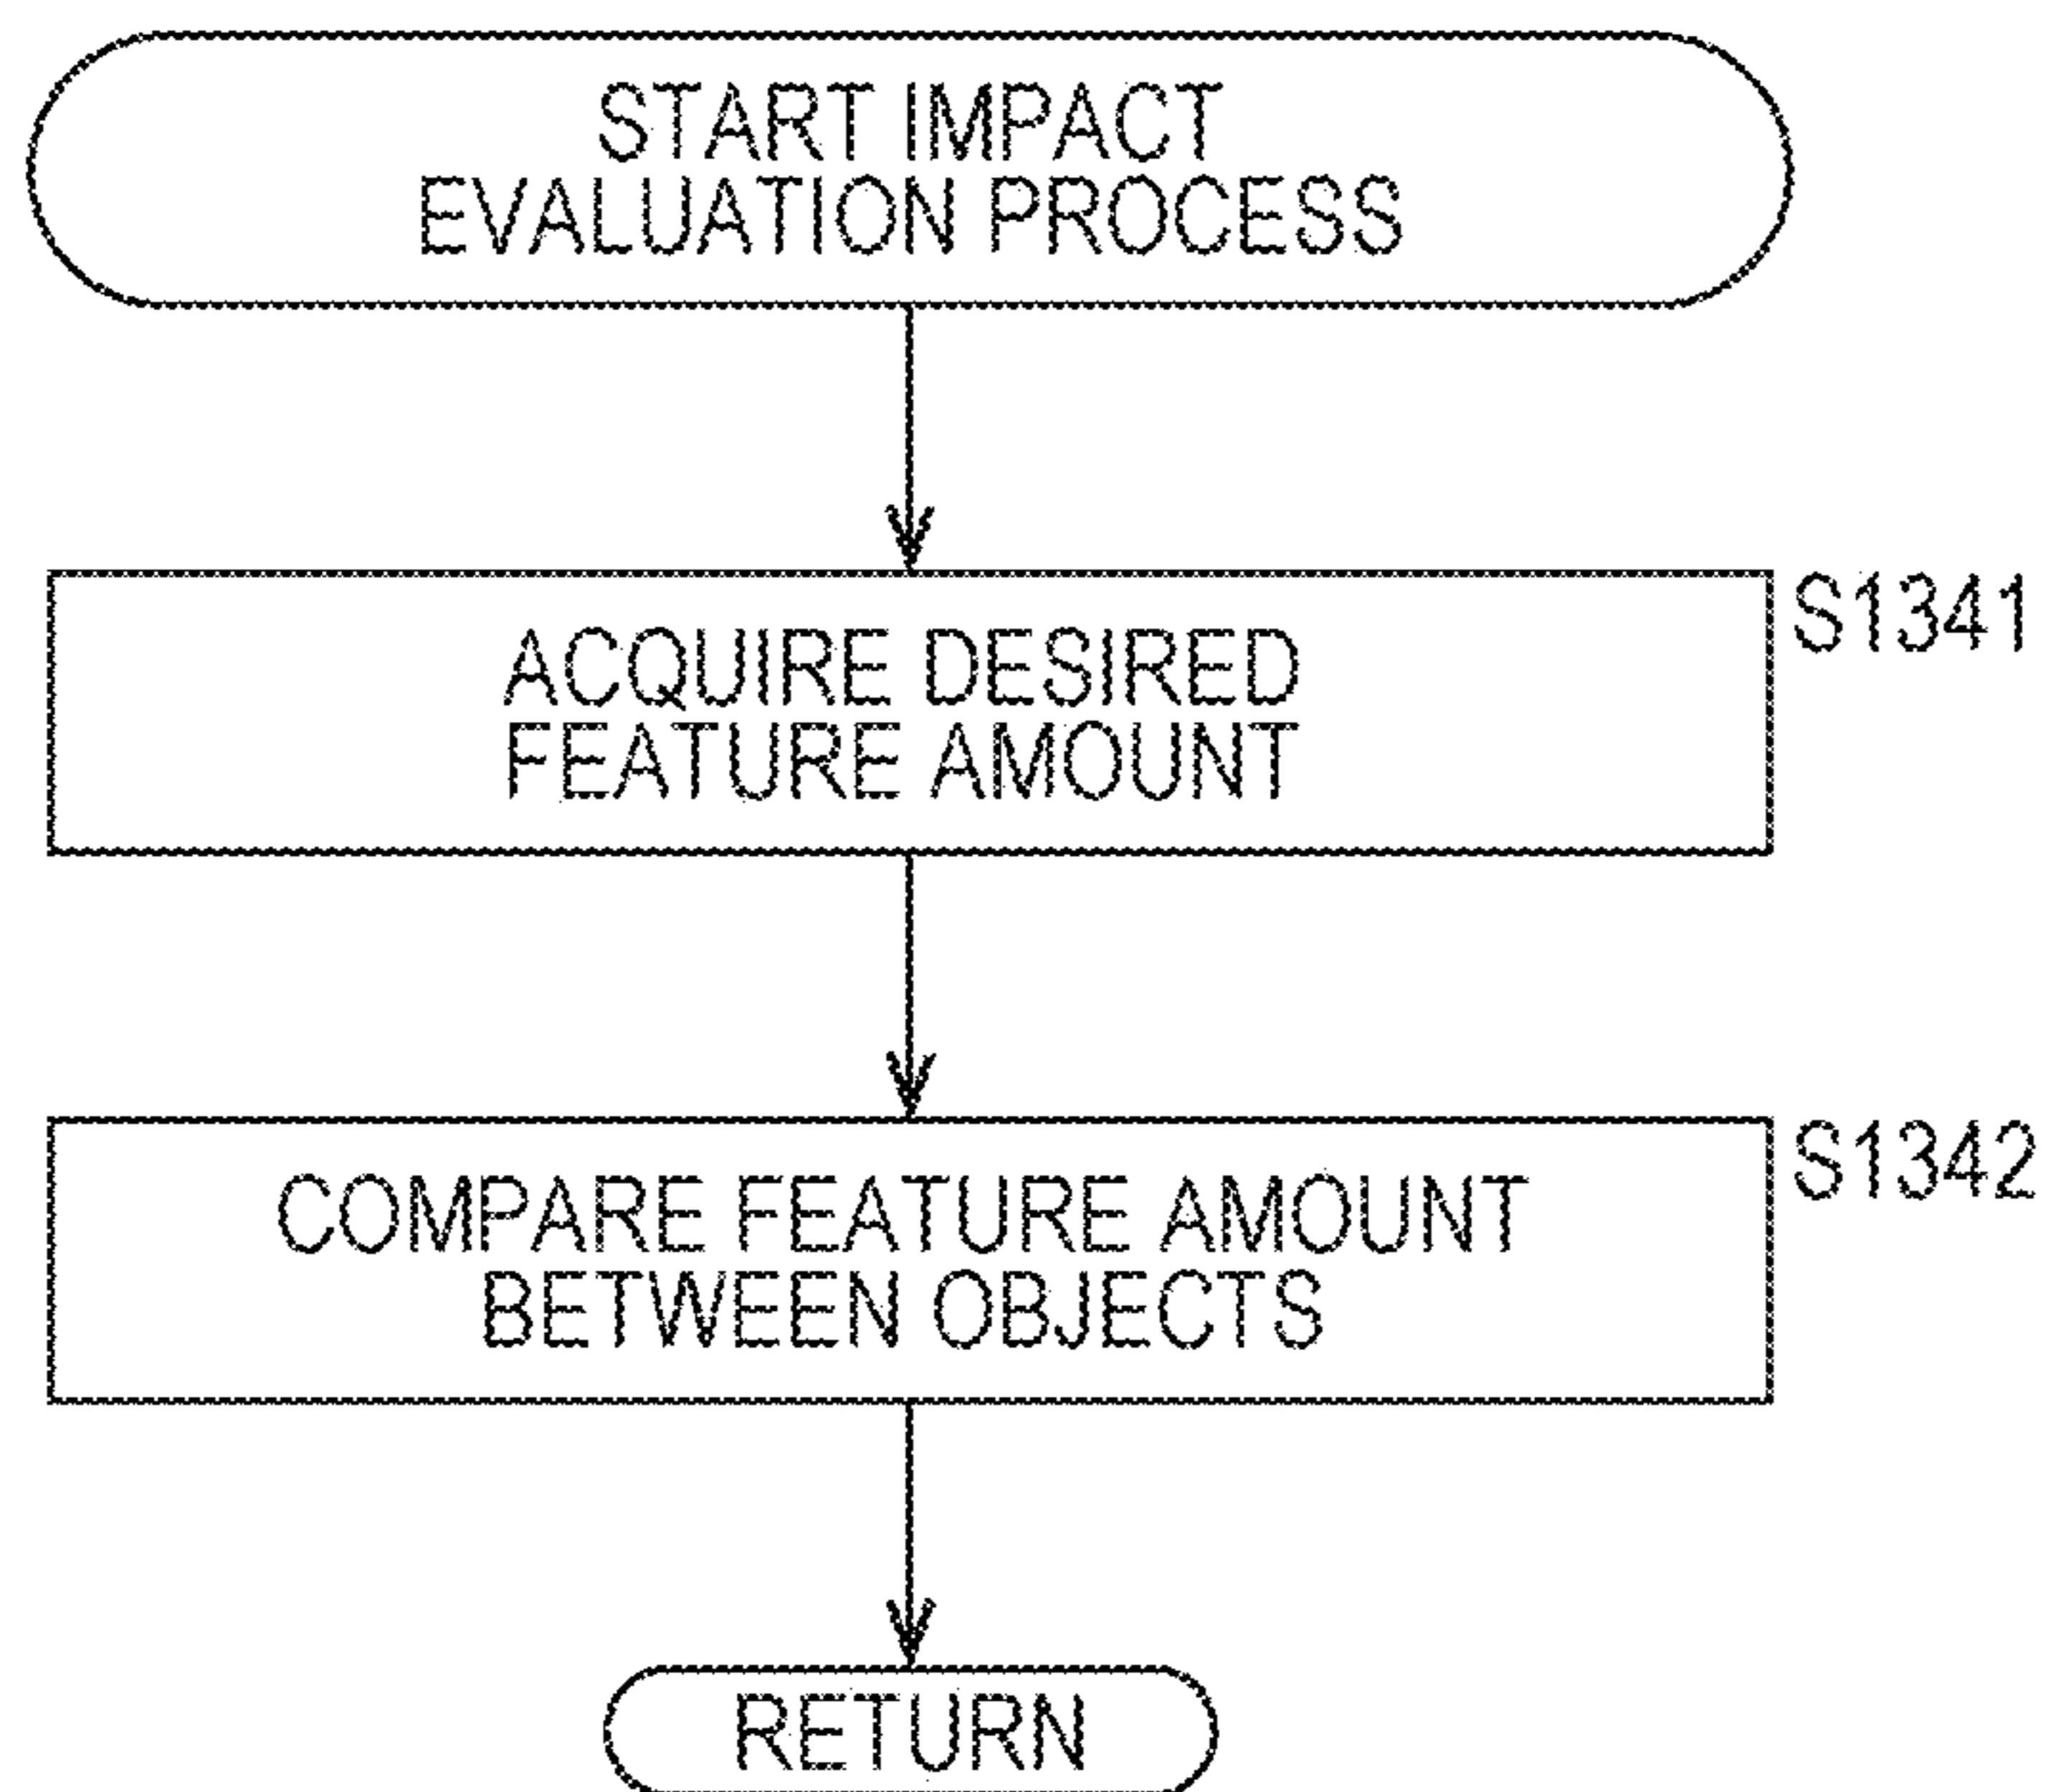 START IMPACT
EVALUATION PROCESS
S1341
ACQUIRE DESIRED
FEATURE AMOUNT
S1342
COMPARE FEATURE AMOUNT
BETWEEN OBJECTS
RETURN